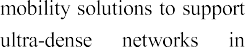 mobility solutions to support
ultra-dense networks in